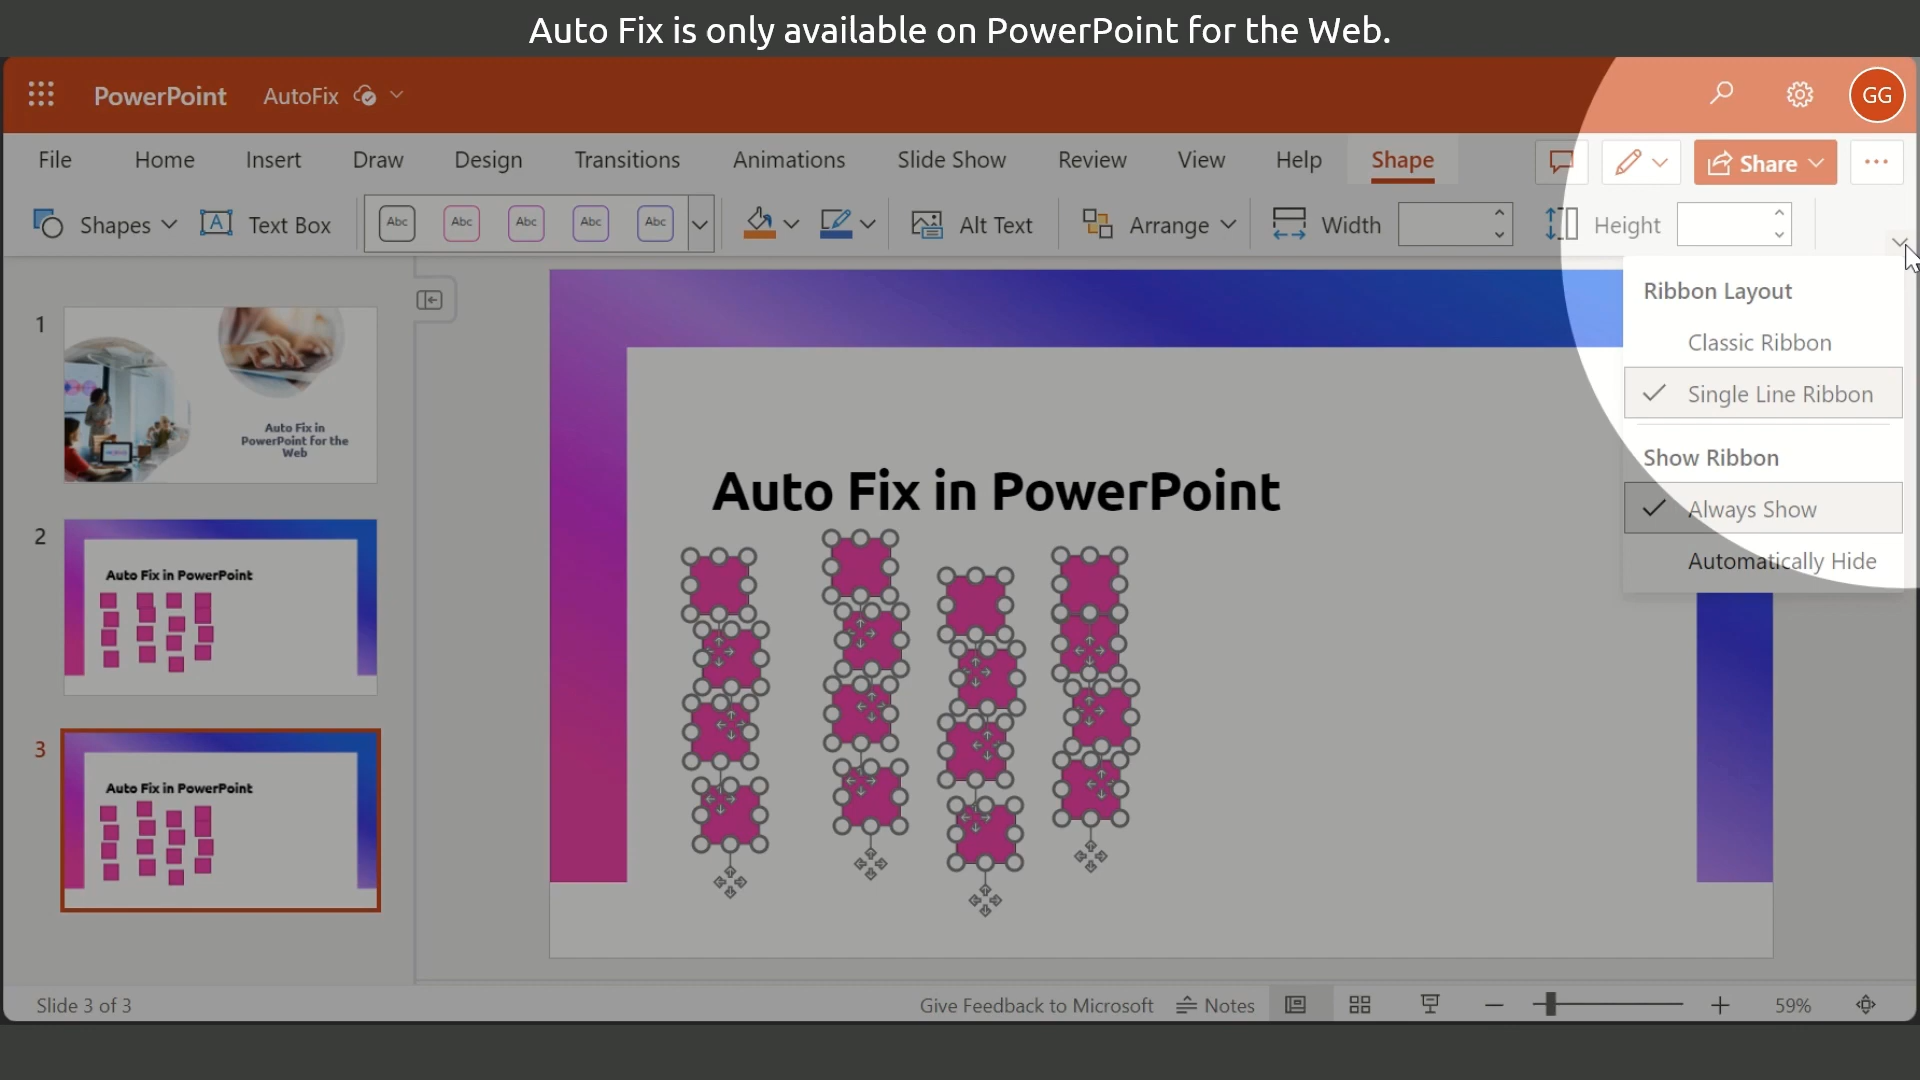 Auto Fix is only available on PowerPoint for the Web.
PowerPoint AutoFix
GG
File Home Insert Draw Design Transitions Animations Slide Show Review View Help Shape Share
Shapes Text Box Abc Abc Abc Abc Abc Alt Text Arrange Width Height
Ribbon Layout
Classic Ribbon
Single Line Ribbon
Show Ribbon
Always Show
Automatically Hide
1
Auto Fix in
PowerPoint for the
Web
2
Auto Fix in PowerPoint
3
Auto Fix in PowerPoint
Auto Fix in PowerPoint
Slide 3 of 3 Give Feedback to Microsoft Notes 59%